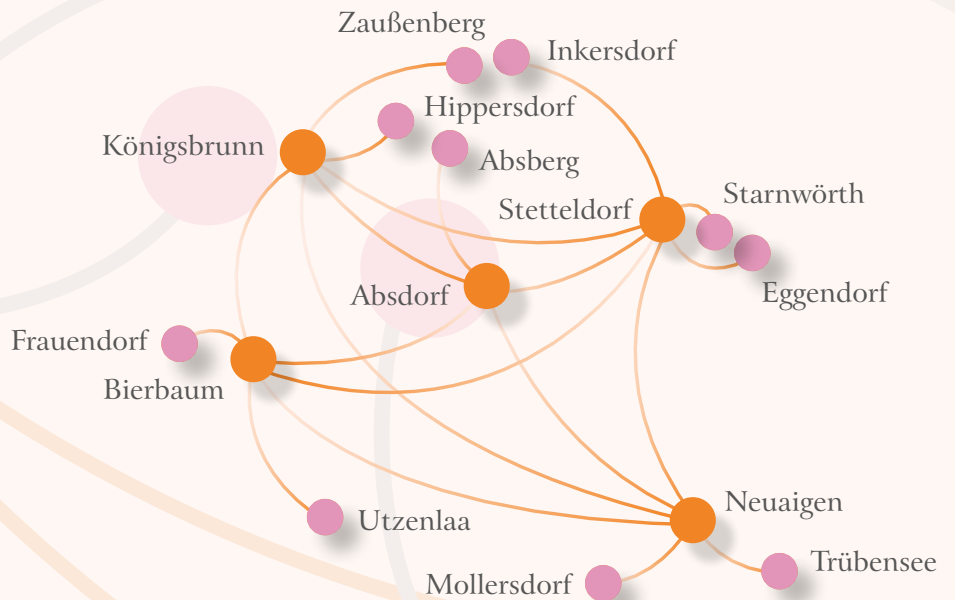 Zaußenberg
Inkersdorf
Hippersdorf
Königsbrunn
Absberg
Starnwörth
Stetteldorf
Absdorf
Eggendorf
Frauendorf
Bierbaum
Neuaigen
Utzenlaa
Trübensee
Mollersdorf